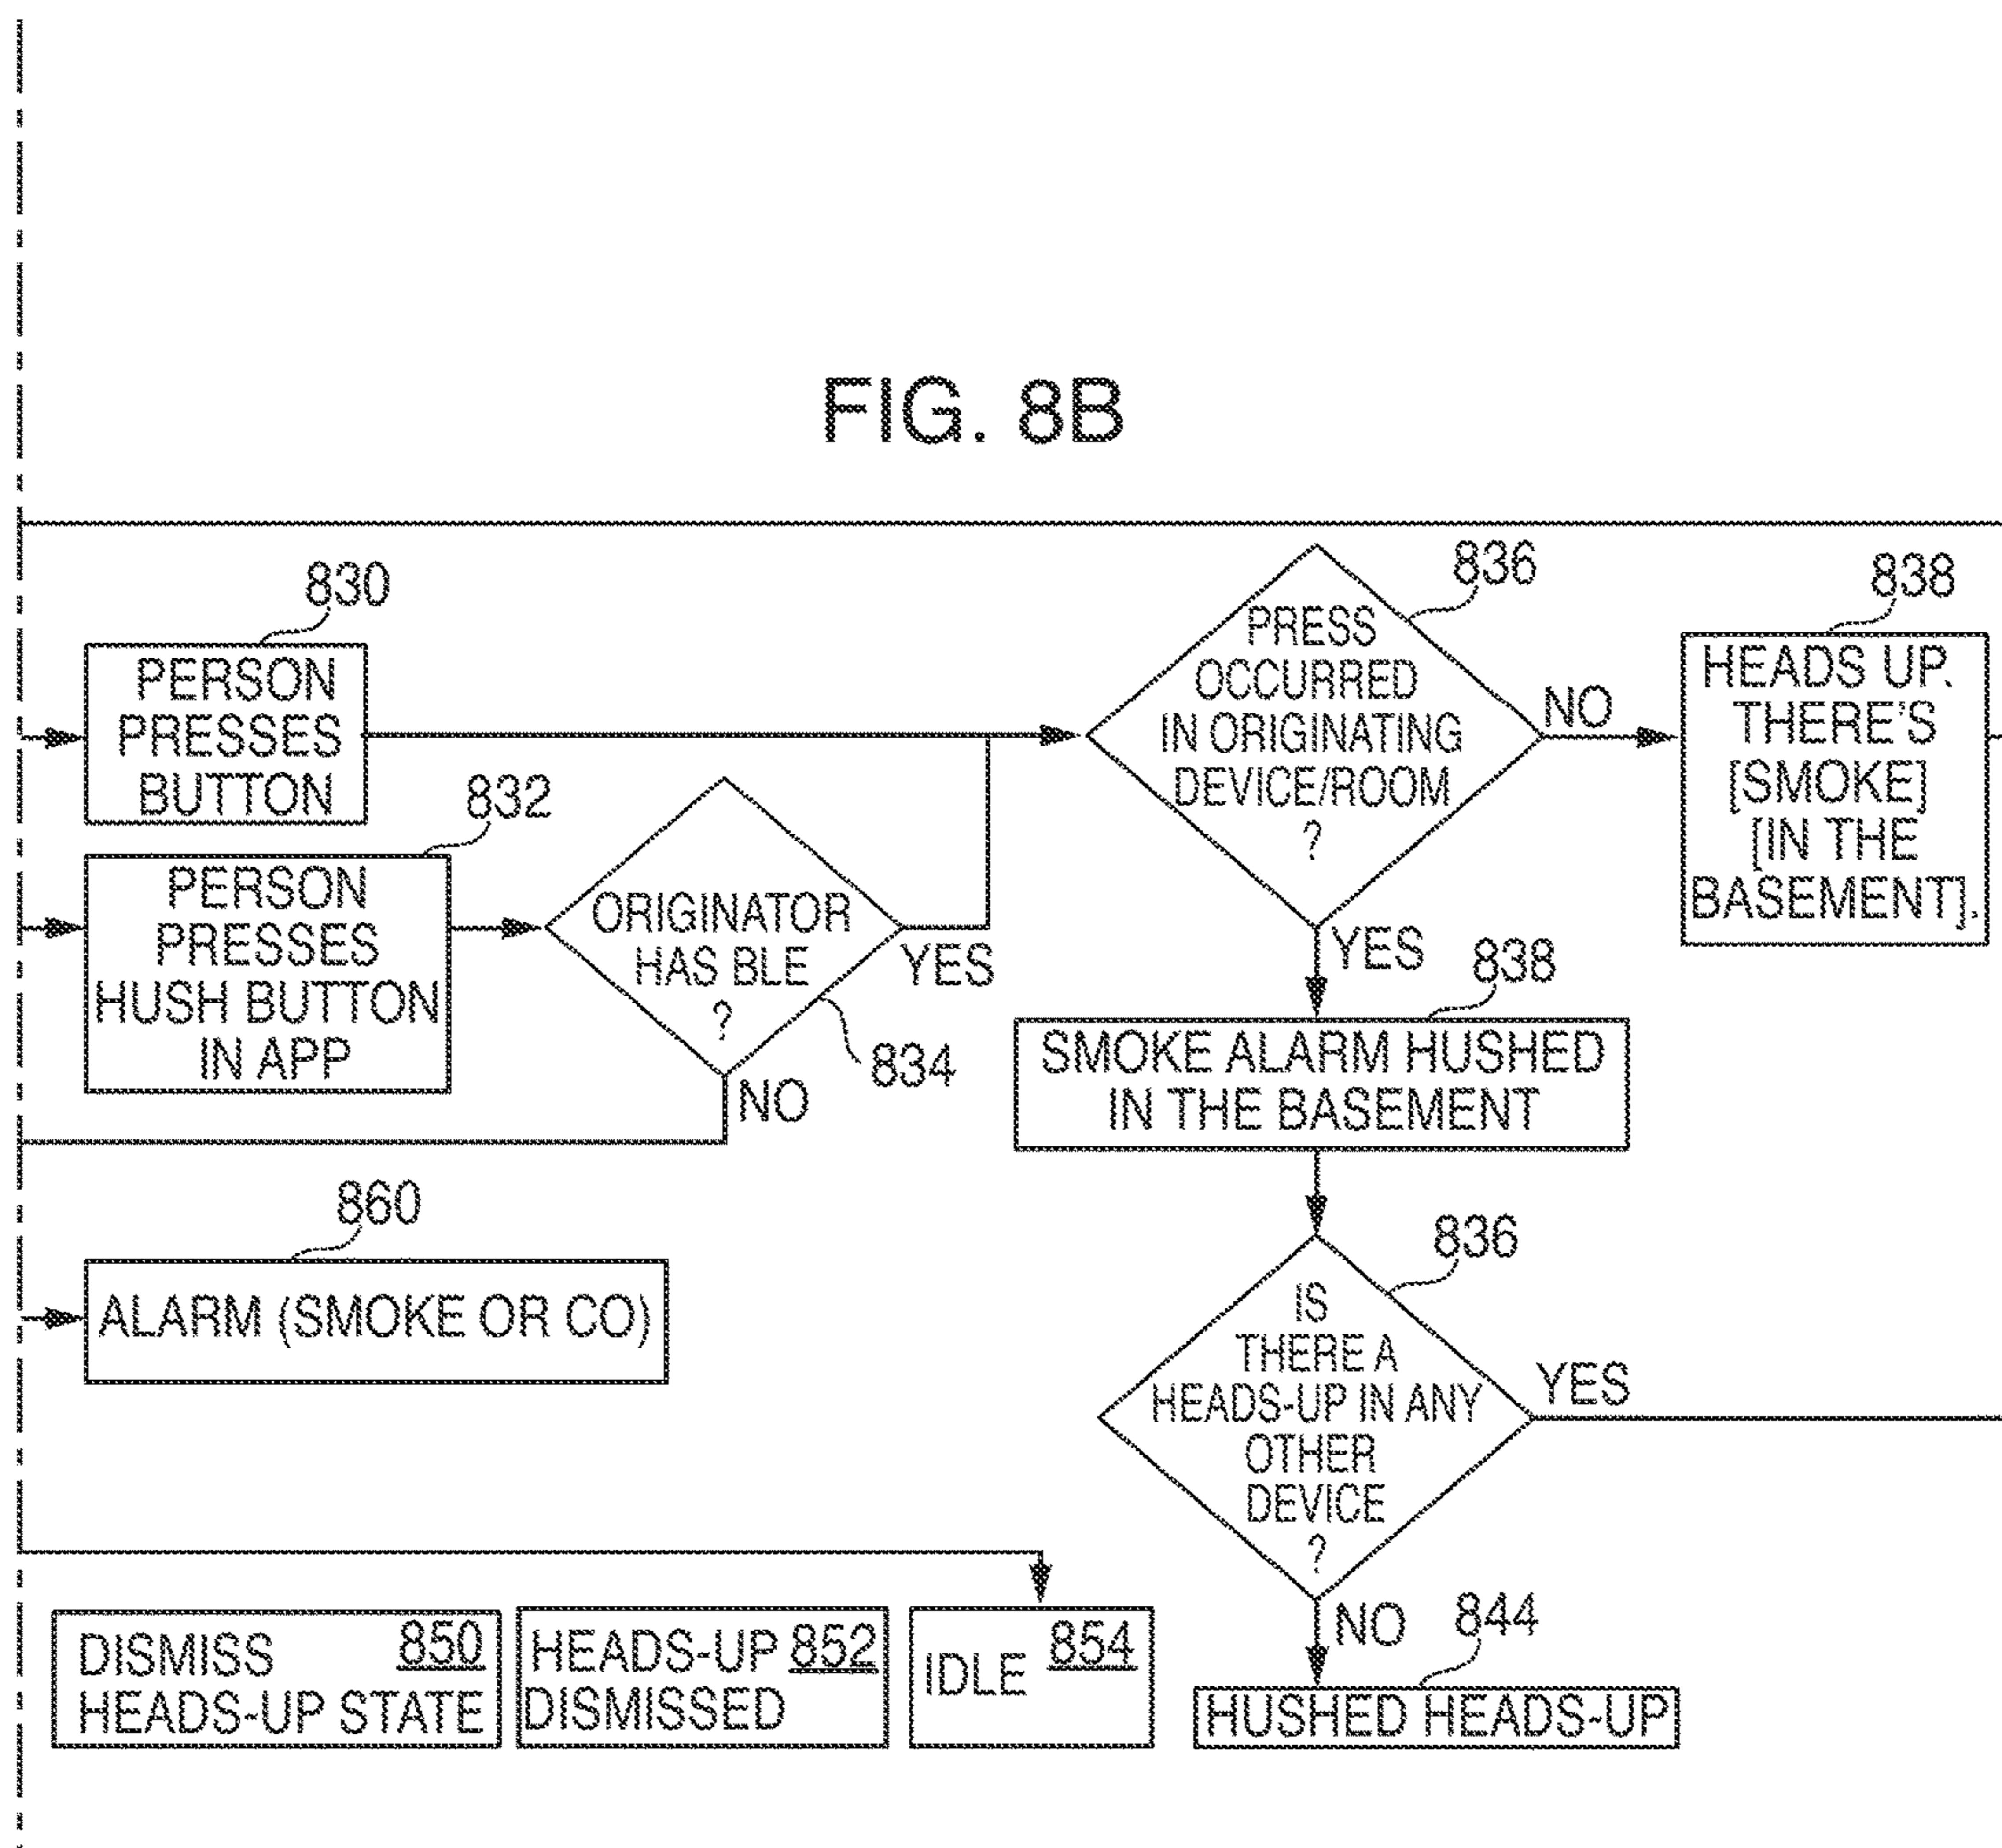 FIG. 8B
830
PERSON
PRESSES
BUTTON
832
PERSON
PRESSES
HUSH BUTTON
IN APP
ORIGINATOR
HAS BLE
?
YES
834
NO
836
PRESS
OCCURRED
IN ORIGINATING
DEVICE/ROOM
?
NO
838
HEADS UP.
THERE'S
[SMOKE]
[IN THE
BASEMENT].
YES
838
SMOKE ALARM HUSHED
IN THE BASEMENT
860
ALARM (SMOKE OR CO)
836
IS
THERE A
HEADS-UP IN ANY
OTHER
DEVICE
?
YES
NO
844
HUSHED HEADS-UP
DISMISS 850
HEADS-UP STATE
HEADS-UP 852
DISMISSED
IDLE 854